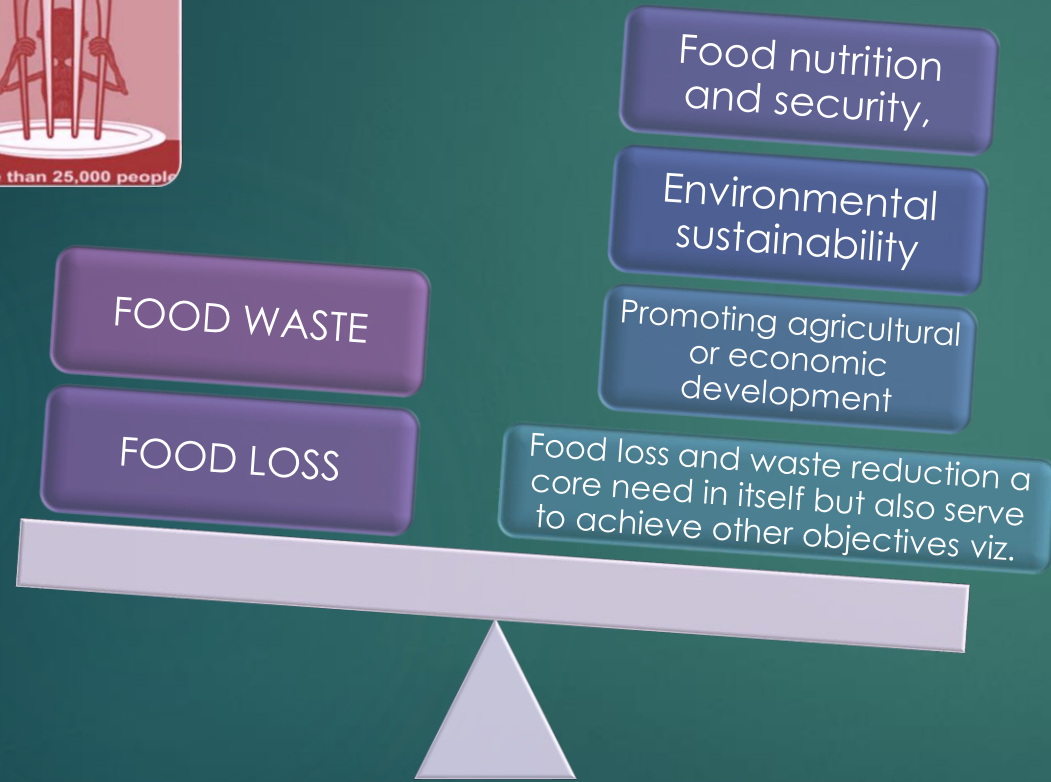 than 25,000 people
FOOD WASTE
FOOD LOSS
Food nutrition
and security,
Environmental
sustainability
Promoting agricultural
or economic
development
Food loss and waste reduction a
core need in itself but also serve
to achieve other objectives viz.